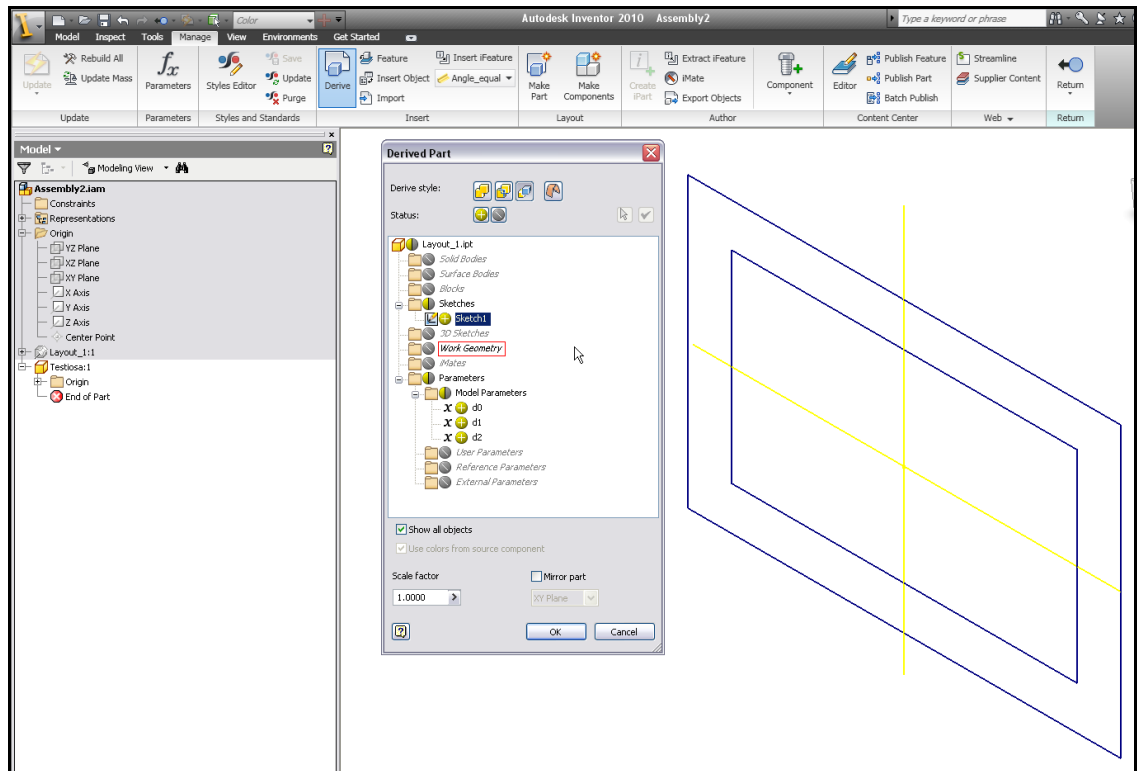 Color
Autodesk Inventor 2010 Assembly2
Type a keyword or phrase
Model Inspect Tools Manage View Environments Get Started
Update
Rebuild All
Update Mass
Update
fx
Parameters
Parameters
Styles Editor
Save
Update
Purge
Styles and Standards
Derive
Feature
Insert Object
Import
Insert iFeature
Angle_equal
Insert
Make Part
Make Components
Layout
Create iPart
Extract iFeature
iMate
Export Objects
Component
Author
Editor
Publish Feature
Publish Part
Batch Publish
Content Center
Streamline
Supplier Content
Web
Return
Return
Model
Modeling View
Assembly2.iam
Constraints
Representations
Origin
YZ Plane
XZ Plane
XY Plane
X Axis
Y Axis
Z Axis
Center Point
Layout_1:1
Testiosa:1
Origin
End of Part
Derived Part
Derive style:
Status:
Layout_1.ipt
Solid Bodies
Surface Bodies
Blocks
Sketches
Sketch1
3D Sketches
Work Geometry
iMates
Parameters
Model Parameters
x d0
x d1
x d2
User Parameters
Reference Parameters
External Parameters
Show all objects
Use colors from source component
Scale factor
Mirror part
1.0000
XY Plane
OK
Cancel